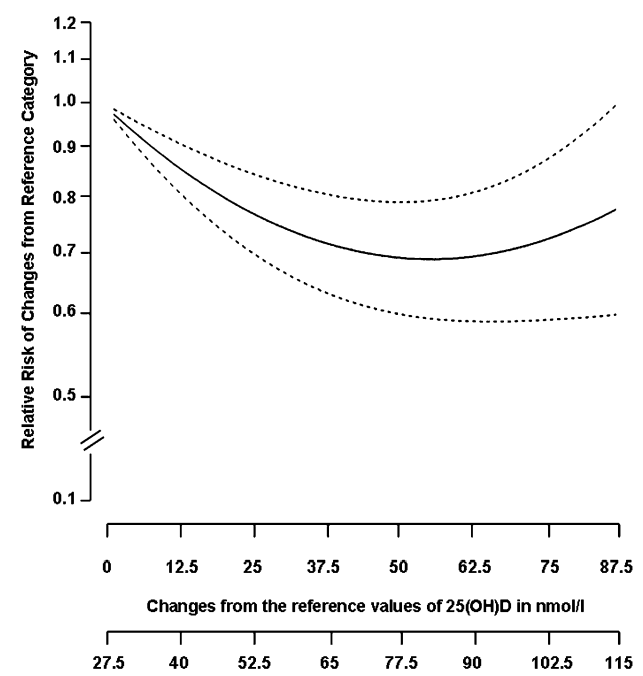 Relative Risk of Changes from Reference Category
1.2
1.1
1.0
0.9
0.8
0.7
0.6
0.5
0.1
0 12.5 25 37.5 50 62.5 75 87.5
Changes from the reference values of 25(OH)D in nmol/l
27.5 40 52.5 65 77.5 90 102.5 115